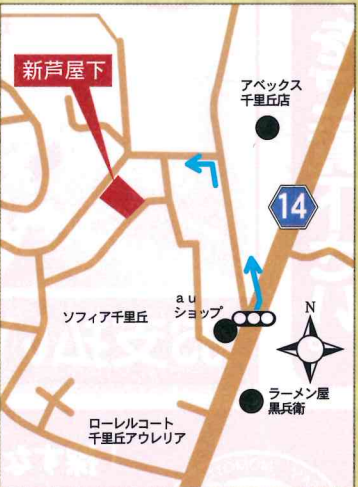 新芦屋下
アベックス
千里丘店
14
au
ショップ
N
ソフィア千里丘
ラーメン屋
黒兵衛
ローレルコート
千里丘アウレリア